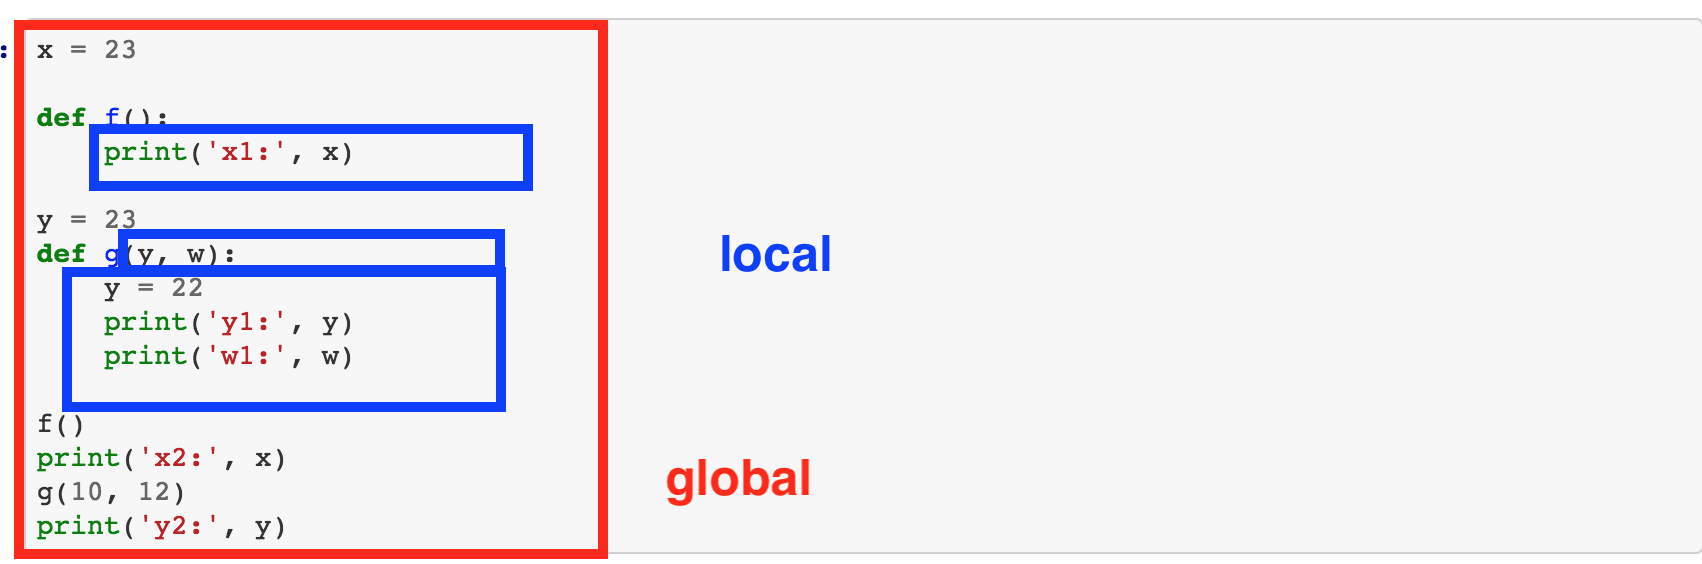 : x = 23
def f():
    print('x1:', x)
y = 23
def g(y, w):
    y = 22
    print('y1:', y)
    print('w1:', w)
f()
print('x2:', x)
g(10, 12)
print('y2:', y)
local
global